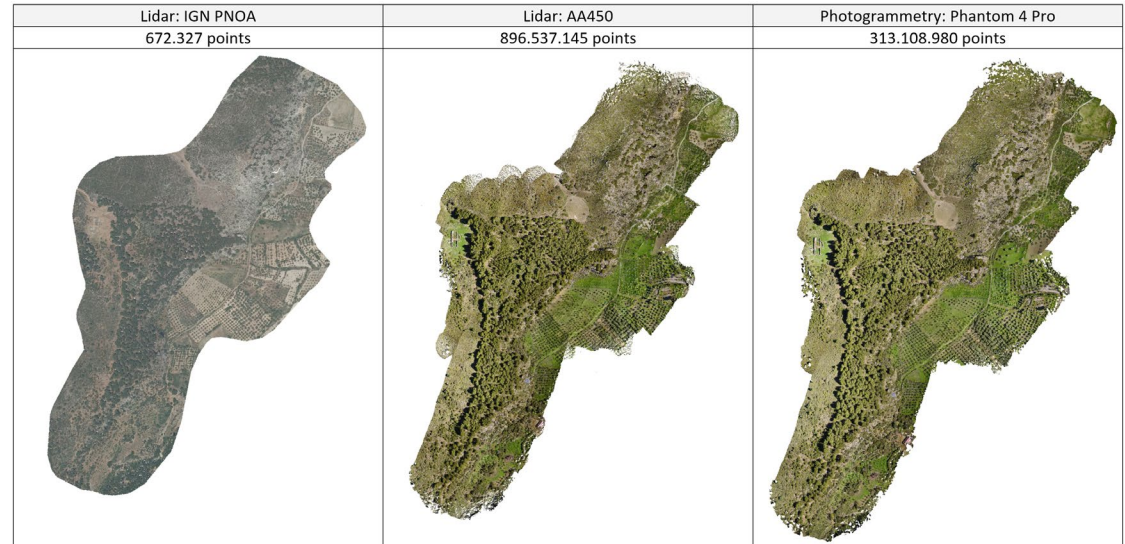 Lidar: IGN PNOA
Lidar: AA450
Photogrammetry: Phantom 4 Pro
672.327 points
896.537.145 points
313.108.980 points